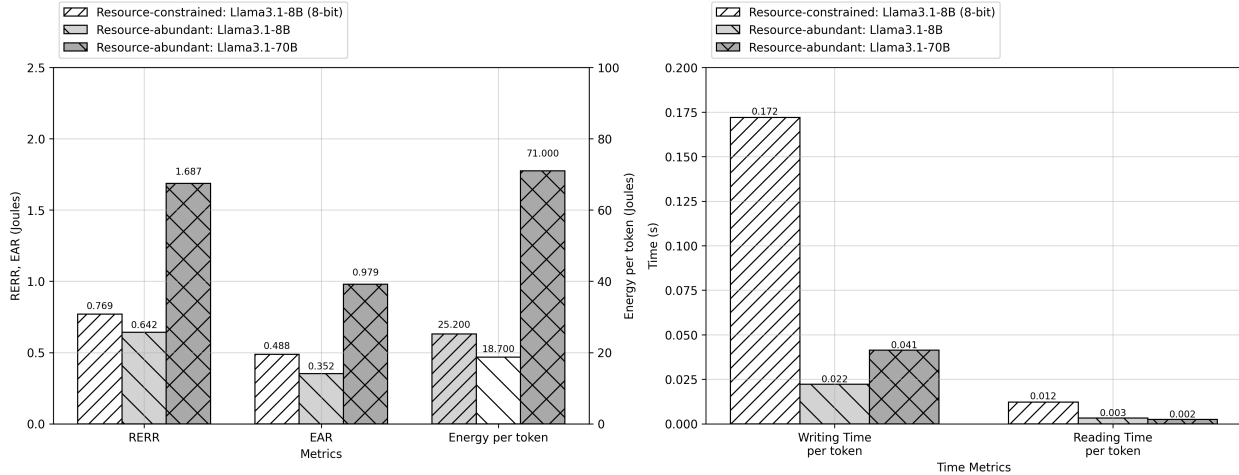 Resource-constrained: Llama3.1-8B (8-bit)
Resource-abundant: Llama3.1-8B
Resource-abundant: Llama3.1-70B
2.5
2.0
1.5
1.0
0.5
0.0
RERR, EAR (Joules)
100
80
60
40
20
0
Energy per token (Joules)
0.769
0.642
1.687
0.488
0.352
0.979
25.200
18.700
71.000
RERR
EAR
Energy per token
Metrics
Resource-constrained: Llama3.1-8B (8-bit)
Resource-abundant: Llama3.1-8B
Resource-abundant: Llama3.1-70B
0.200
0.175
0.150
0.125
0.100
0.075
0.050
0.025
0.000
Time (s)
0.172
0.022
0.041
0.012
0.003
0.002
Writing Time
per token
Reading Time
per token
Time Metrics